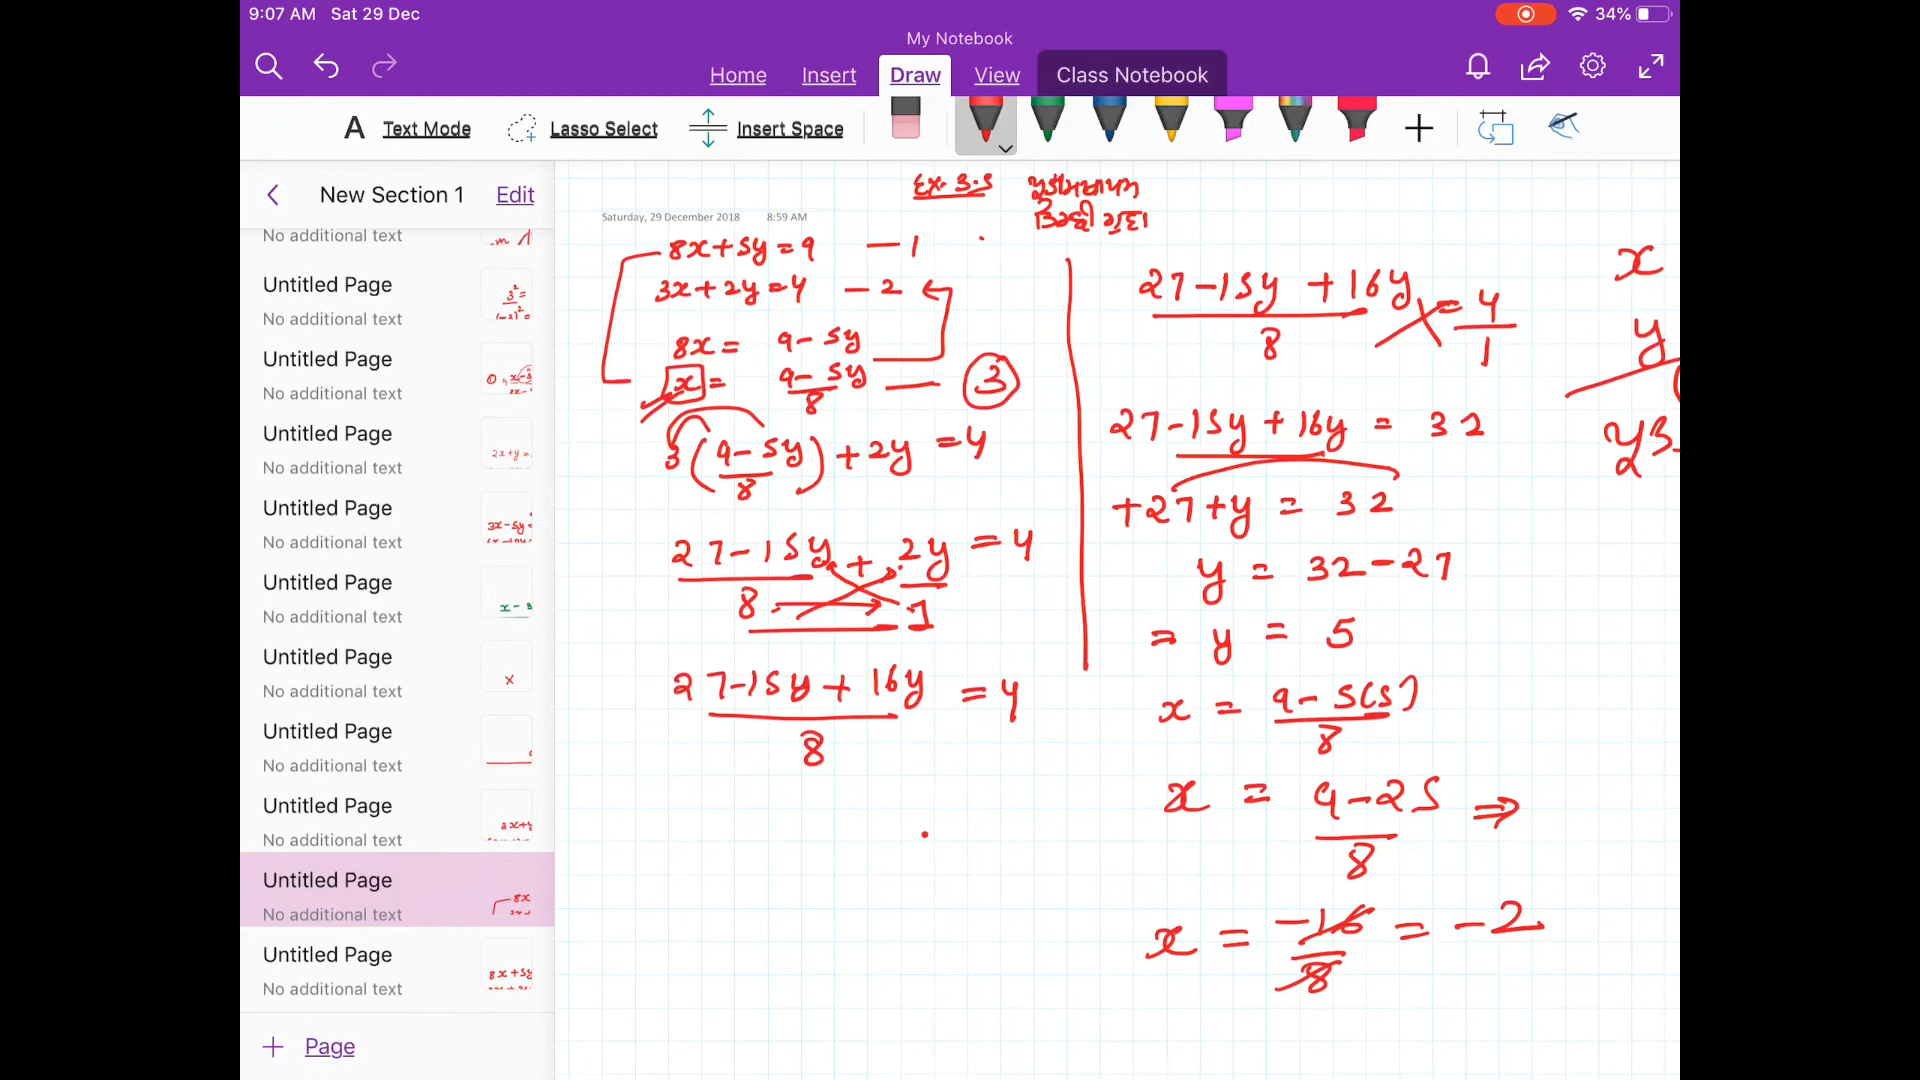 9:07 AM Sat 29 Dec
34%
My Notebook
Home Insert Draw View Class Notebook
A Text Mode Lasso Select Insert Space
New Section 1 Edit
No additional text
Untitled Page
No additional text
Untitled Page
No additional text
Untitled Page
No additional text
Untitled Page
No additional text
Untitled Page
No additional text
Untitled Page
No additional text
Untitled Page
No additional text
Untitled Page
No additional text
Untitled Page
No additional text
Untitled Page
No additional text
+ Page
Saturday, 29 December 2018 8:59 AM
Ex. 3.3
8x+5y=9 — 1
3x+2y=4 — 2
8x = 9-5y
x = 9-5y/8 — 3
3(9-5y/8)+2y=4
27-15y/8 + 2y/1 = 4
27-15y+16y/8 = 4
27-15y+16y/8 = 4/1
27-15y+16y = 32
+27+y = 32
y = 32-27
= y = 5
x = 9-5(5)/8
x = 9-25/8 ⇒
x = -16/8 = -2
x
y